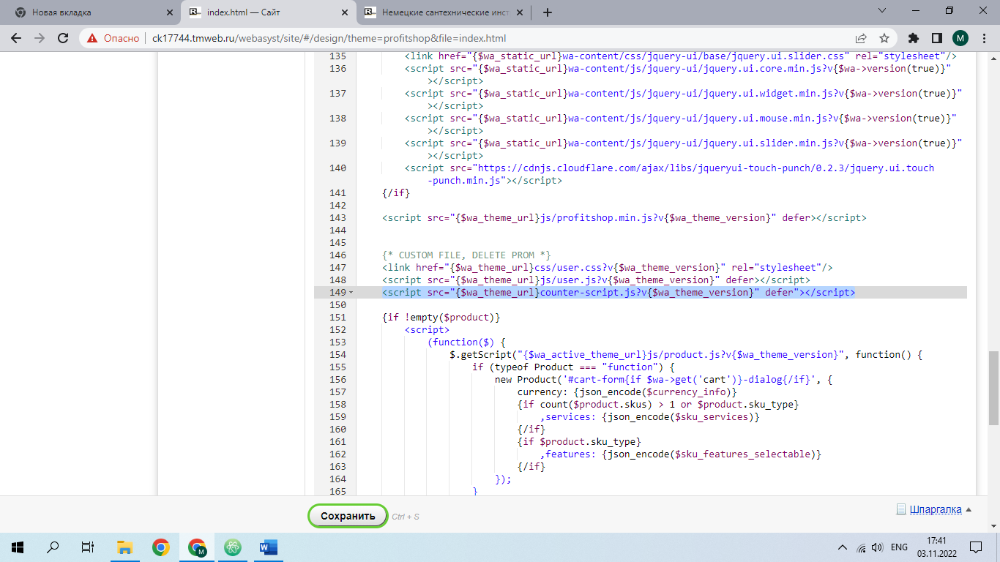 Новая вкладка
index.html — Сайт
Немецкие сантехнические инст
Опасно
ck17744.tmweb.ru/webasyst/site/#/design/theme=profitshop&file=index.html
M
135 <link href="{$wa_static_url}wa-content/css/jquery-ui/base/jquery.ui.slider.css" rel="stylesheet"/>
136 <script src="{$wa_static_url}wa-content/js/jquery-ui/jquery.ui.core.min.js?v{$wa->version(true)}"
></script>
137 <script src="{$wa_static_url}wa-content/js/jquery-ui/jquery.ui.widget.min.js?v{$wa->version(true)}"
></script>
138 <script src="{$wa_static_url}wa-content/js/jquery-ui/jquery.ui.mouse.min.js?v{$wa->version(true)}"
></script>
139 <script src="{$wa_static_url}wa-content/js/jquery-ui/jquery.ui.slider.min.js?v{$wa->version(true)}"
></script>
140 <script src="https://cdnjs.cloudflare.com/ajax/libs/jqueryui-touch-punch/0.2.3/jquery.ui.touch
-punch.min.js"></script>
141 {/if}
142
143 <script src="{$wa_theme_url}js/profitshop.min.js?v{$wa_theme_version}" defer></script>
144
145
146 {* CUSTOM FILE, DELETE PROM *}
147 <link href="{$wa_theme_url}css/user.css?v{$wa_theme_version}" rel="stylesheet"/>
148 <script src="{$wa_theme_url}js/user.js?v{$wa_theme_version}" defer></script>
149 <script src="{$wa_theme_url}counter-script.js?v{$wa_theme_version}" defer"></script>
150
151 {if !empty($product)}
152 <script>
153 (function($) {
154 $.getScript("{$wa_active_theme_url}js/product.js?v{$wa_theme_version}", function() {
155 if (typeof Product === "function") {
156 new Product('#cart-form{if $wa->get('cart')}-dialog{/if}', {
157 currency: {json_encode($currency_info)}
158 {if count($product.skus) > 1 or $product.sku_type}
159 ,services: {json_encode($sku_services)}
160 {/if}
161 {if $product.sku_type}
162 ,features: {json_encode($sku_features_selectable)}
163 {/if}
164 });
165 }
Сохранить Ctrl + S
Шпаргалка
ENG
17:41
03.11.2022